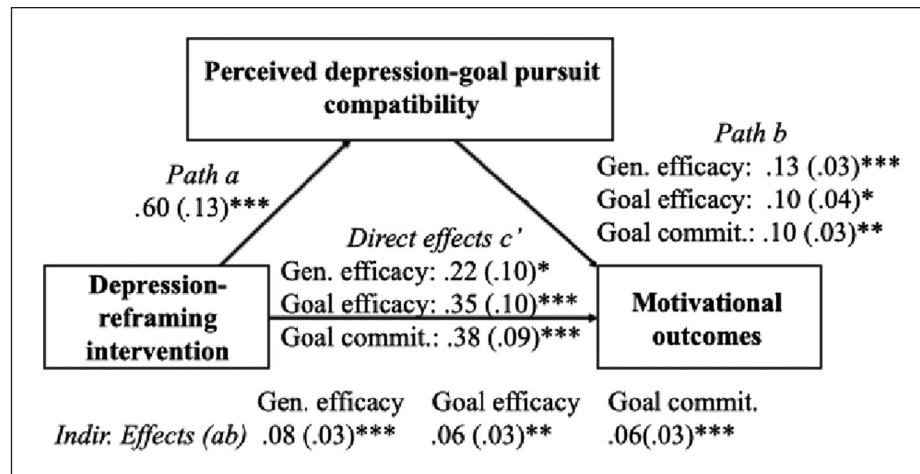 Perceived depression-goal pursuit
compatibility
Path a
.60 (.13)***
Path b
Gen. efficacy: .13 (.03)***
Goal efficacy: .10 (.04)*
Goal commit.: .10 (.03)**
Direct effects c'
Gen. efficacy: .22 (.10)*
Goal efficacy: .35 (.10)***
Goal commit.: .38 (.09)***
Depression-
reframing
intervention
Motivational
outcomes
Gen. efficacy Goal efficacy Goal commit.
Indir. Effects (ab) .08 (.03)*** .06 (.03)** .06(.03)***